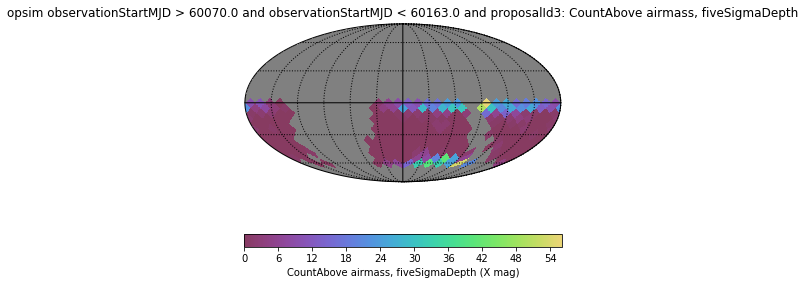 opsim observationStartMJD > 60070.0 and observationStartMJD < 60163.0 and proposalId3: CountAbove airmass, fiveSigmaDepth
0 6 12 18 24 30 36 42 48 54
CountAbove airmass, fiveSigmaDepth (X mag)